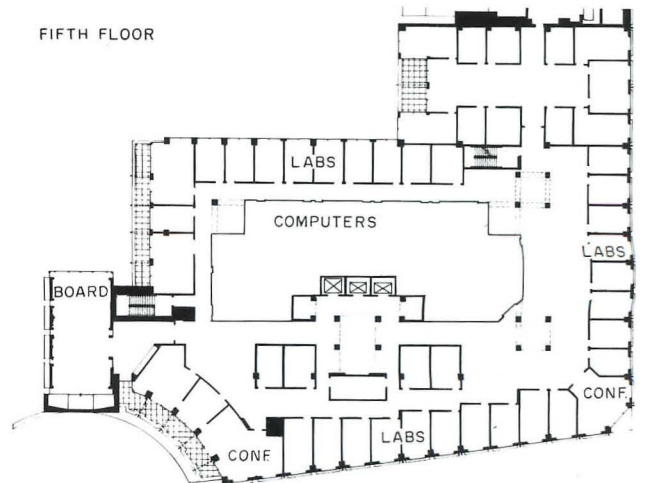 FIFTH FLOOR
LABS
COMPUTERS
LABS
BOARD
CONF.
LABS
CONF.